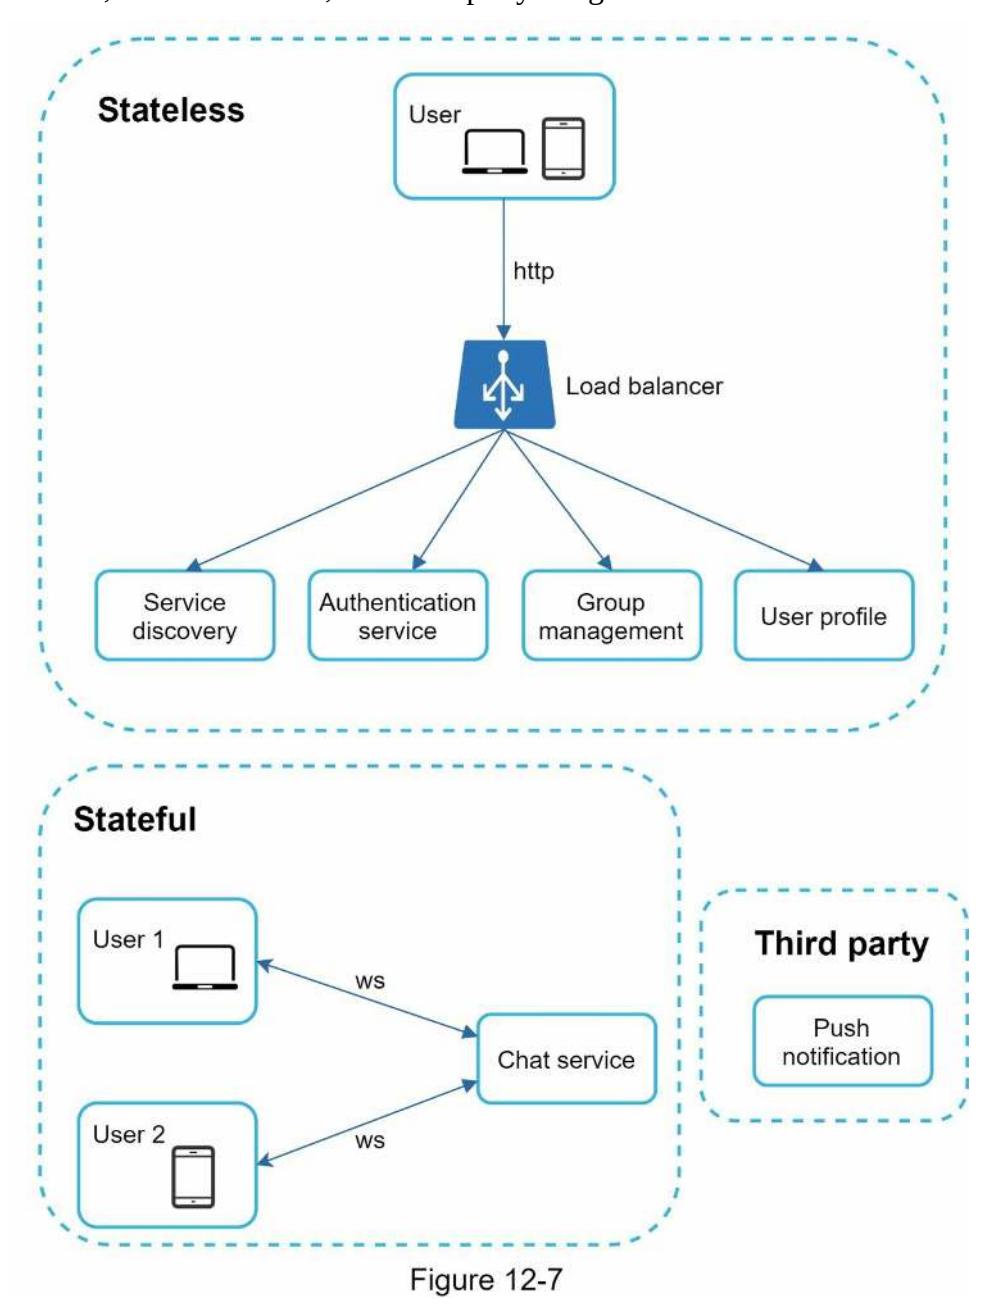 Stateless
User
http
Load balancer
Service
discovery
Authentication
service
Group
management
User profile
Stateful
User 1
ws
Chat service
User 2
ws
Third party
Push
notification
Figure 12-7